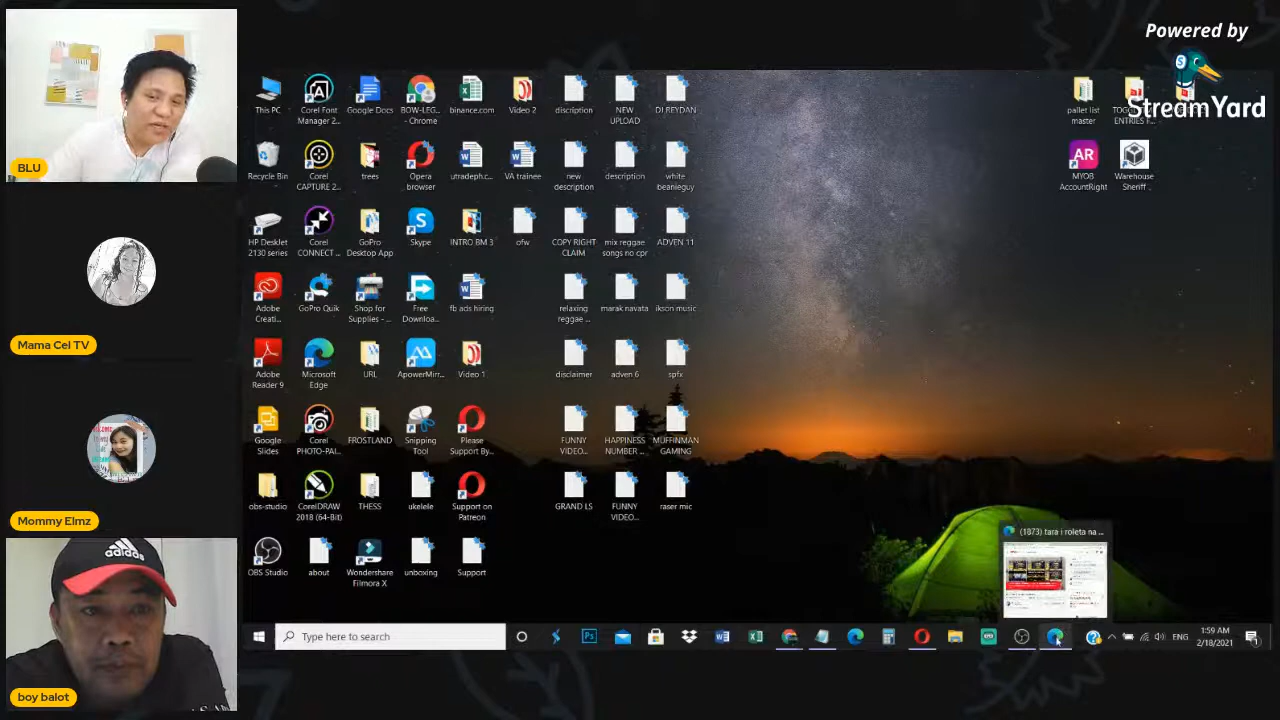 Powered by
StreamYard
BLU
Mama Cel TV
Mommy Elmz
boy balot
This PC
Corel Font
Manager 2...
Google Docs
BOW-LEG...
- Chrome
binance.com
Video 2
discription
NEW
UPLOAD
DJ REYDAN
pallet list
master
Recycle Bin
Corel
CAPTURE 2...
trees
Opera
browser
utradeph.c...
VA trainee
new
description
description
white
beanieguy
AR
MYOB
AccountRight
Warehouse
Sheriff
HP Deskjet
2130 series
Corel
CONNECT ...
GoPro
Desktop App
Skype
INTRO BM 3
ofw
COPY RIGHT
CLAIM
mix reggae
songs no cpr
ADVEN 11
Adobe
Creati...
GoPro Quik
Shop for
Supplies - ...
Free
Downloa...
fb ads hiring
relaxing
reggae ...
marak navata
ikson music
Adobe
Reader 9
Microsoft
Edge
URL
ApowerMirr...
Video 1
disclaimer
adven 6
spfx
Google
Slides
Corel
PHOTO-PAI...
FROSTLAND
Snipping
Tool
Please
Support By...
FUNNY
VIDEO...
HAPPINESS
NUMBER ...
MUFFINMAN
GAMING
obs-studio
CorelDRAW
2018 (64-Bit)
THESS
ukelele
Support on
Patreon
GRAND LS
FUNNY
VIDEO...
raser mic
OBS Studio
about
Wondershare
Filmora X
unboxing
Support
(1873) tara i roleta na ...
Type here to search
Ps
ENG
1:59 AM
2/18/2021
adidas